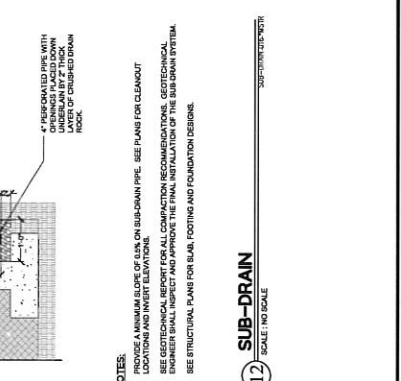 4" PERFORATED PIPE WITH
OPENINGS PLACED DOWN
UNDERLAIN BY 2" THICK
LAYER OF CRUSHED DRAIN
ROCK.
OTES:
PROVIDE A MINIMUM SLOPE OF 0.5% ON SUB-DRAIN PIPE. SEE PLANS FOR CLEANOUT
LOCATIONS AND INVERT ELEVATIONS.
SEE GEOTECHNICAL REPORT FOR ALL COMPACTION RECOMMENDATIONS. GEOTECHNICAL
ENGINEER SHALL INSPECT AND APPROVE THE FINAL INSTALLATION OF THE SUB-DRAIN SYSTEM.
SEE STRUCTURAL PLANS FOR SLAB, FOOTING AND FOUNDATION DESIGNS.
12
SUB-DRAIN
SCALE : NO SCALE